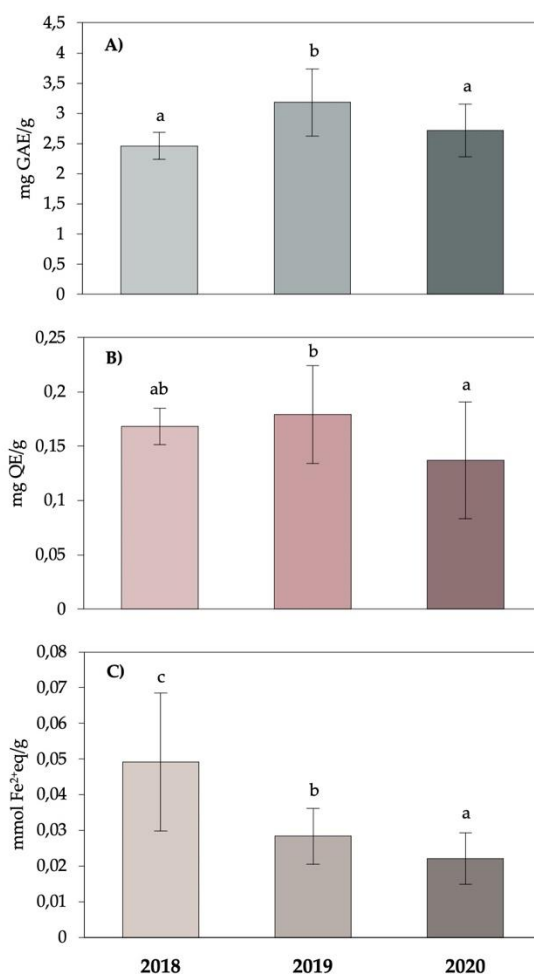 A)
mg GAE/g
4,5
4
3,5
3
2,5
2
1,5
1
0,5
0
a
b
a
B)
mg QE/g
0,25
0,2
0,15
0,1
0,05
0
ab
b
a
C)
mmol Fe²⁺eq/g
0,08
0,07
0,06
0,05
0,04
0,03
0,02
0,01
0
c
b
a
2018 2019 2020